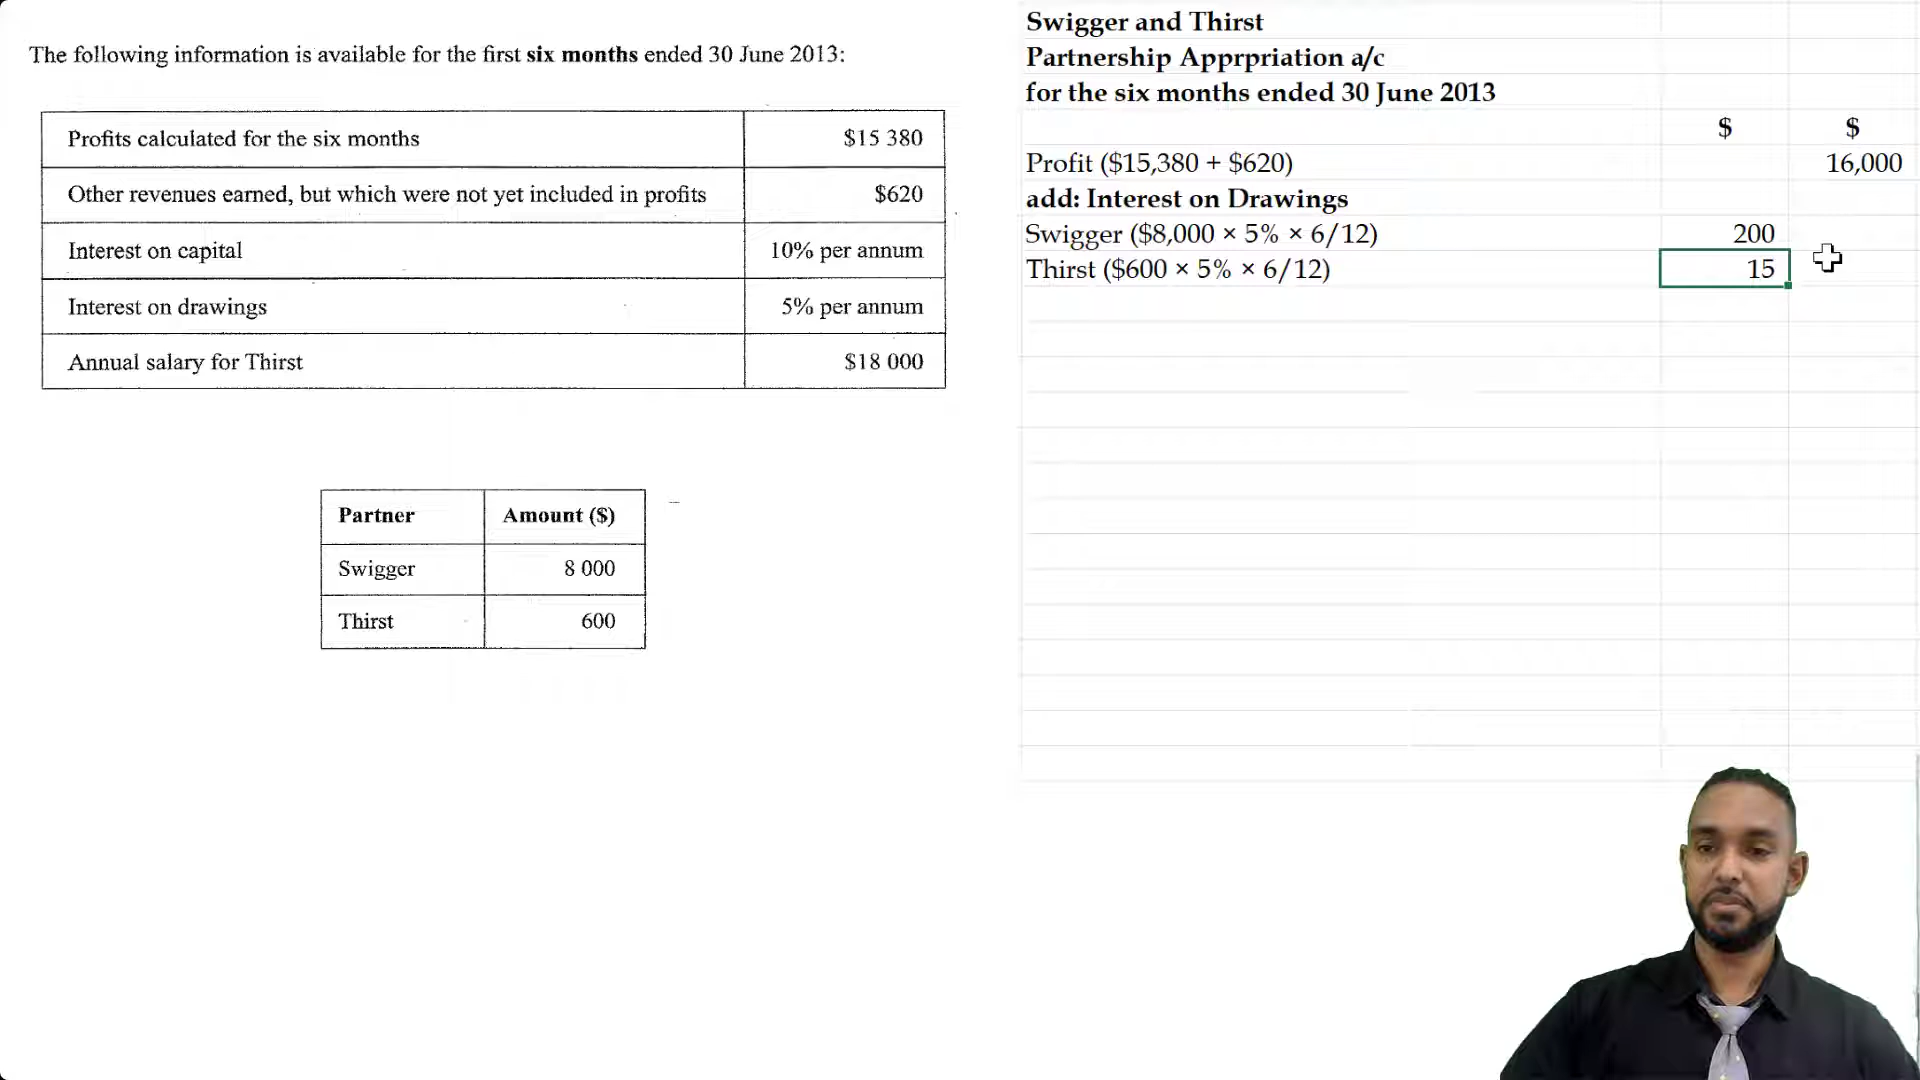 The following information is available for the first six months ended 30 June 2013:
Profits calculated for the six months $15 380
Other revenues earned, but which were not yet included in profits $620
Interest on capital 10% per annum
Interest on drawings 5% per annum
Annual salary for Thirst $18 000
Partner Amount ($)
Swigger 8 000
Thirst 600
Swigger and Thirst
Partnership Apprpriation a/c
for the six months ended 30 June 2013
$ $
Profit ($15,380 + $620) 16,000
add: Interest on Drawings
Swigger ($8,000 × 5% × 6/12) 200
Thirst ($600 × 5% × 6/12) 15